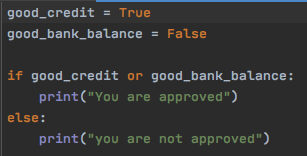 good_credit = True
good_bank_balance = False

if good_credit or good_bank_balance:
    print("You are approved")
else:
    print("you are not approved")